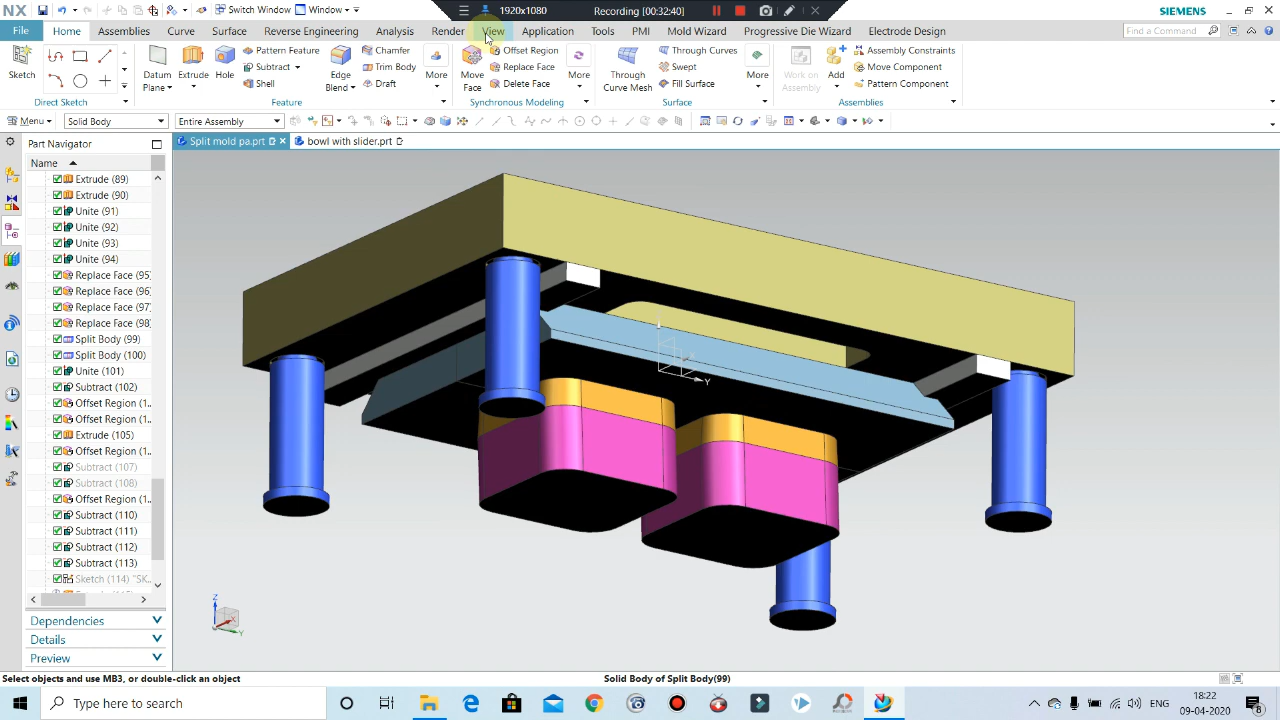 NX
Switch Window
Window
1920x1080
Recording [00:32:40]
SIEMENS
File
Home
Assemblies
Curve
Surface
Reverse Engineering
Analysis
Render
View
Application
Tools
PMI
Mold Wizard
Progressive Die Wizard
Electrode Design
Find a Command
Sketch
Direct Sketch
Datum Plane
Extrude
Hole
Pattern Feature
Subtract
Shell
Edge Blend
Chamfer
Trim Body
Draft
More
Feature
Move Face
Offset Region
Replace Face
Delete Face
More
Synchronous Modeling
Through Curve Mesh
Through Curves
Swept
Fill Surface
More
Surface
Work on Assembly
Add
Assembly Constraints
Move Component
Pattern Component
Assemblies
Menu
Solid Body
Entire Assembly
Part Navigator
Split mold pa.prt
bowl with slider.prt
Name
Extrude (89)
Extrude (90)
Unite (91)
Unite (92)
Unite (93)
Unite (94)
Replace Face (95)
Replace Face (96)
Replace Face (97)
Replace Face (98)
Split Body (99)
Split Body (100)
Unite (101)
Subtract (102)
Offset Region (1..
Offset Region (1..
Extrude (105)
Offset Region (1..
Subtract (107)
Subtract (108)
Offset Region (1..
Subtract (110)
Subtract (111)
Subtract (112)
Subtract (113)
Sketch (114) "SK..
Dependencies
Details
Preview
Y
X
Z
X
Y
Select objects and use MB3, or double-click an object
Solid Body of Split Body(99)
Type here to search
ENG
18:22
09-04-2020